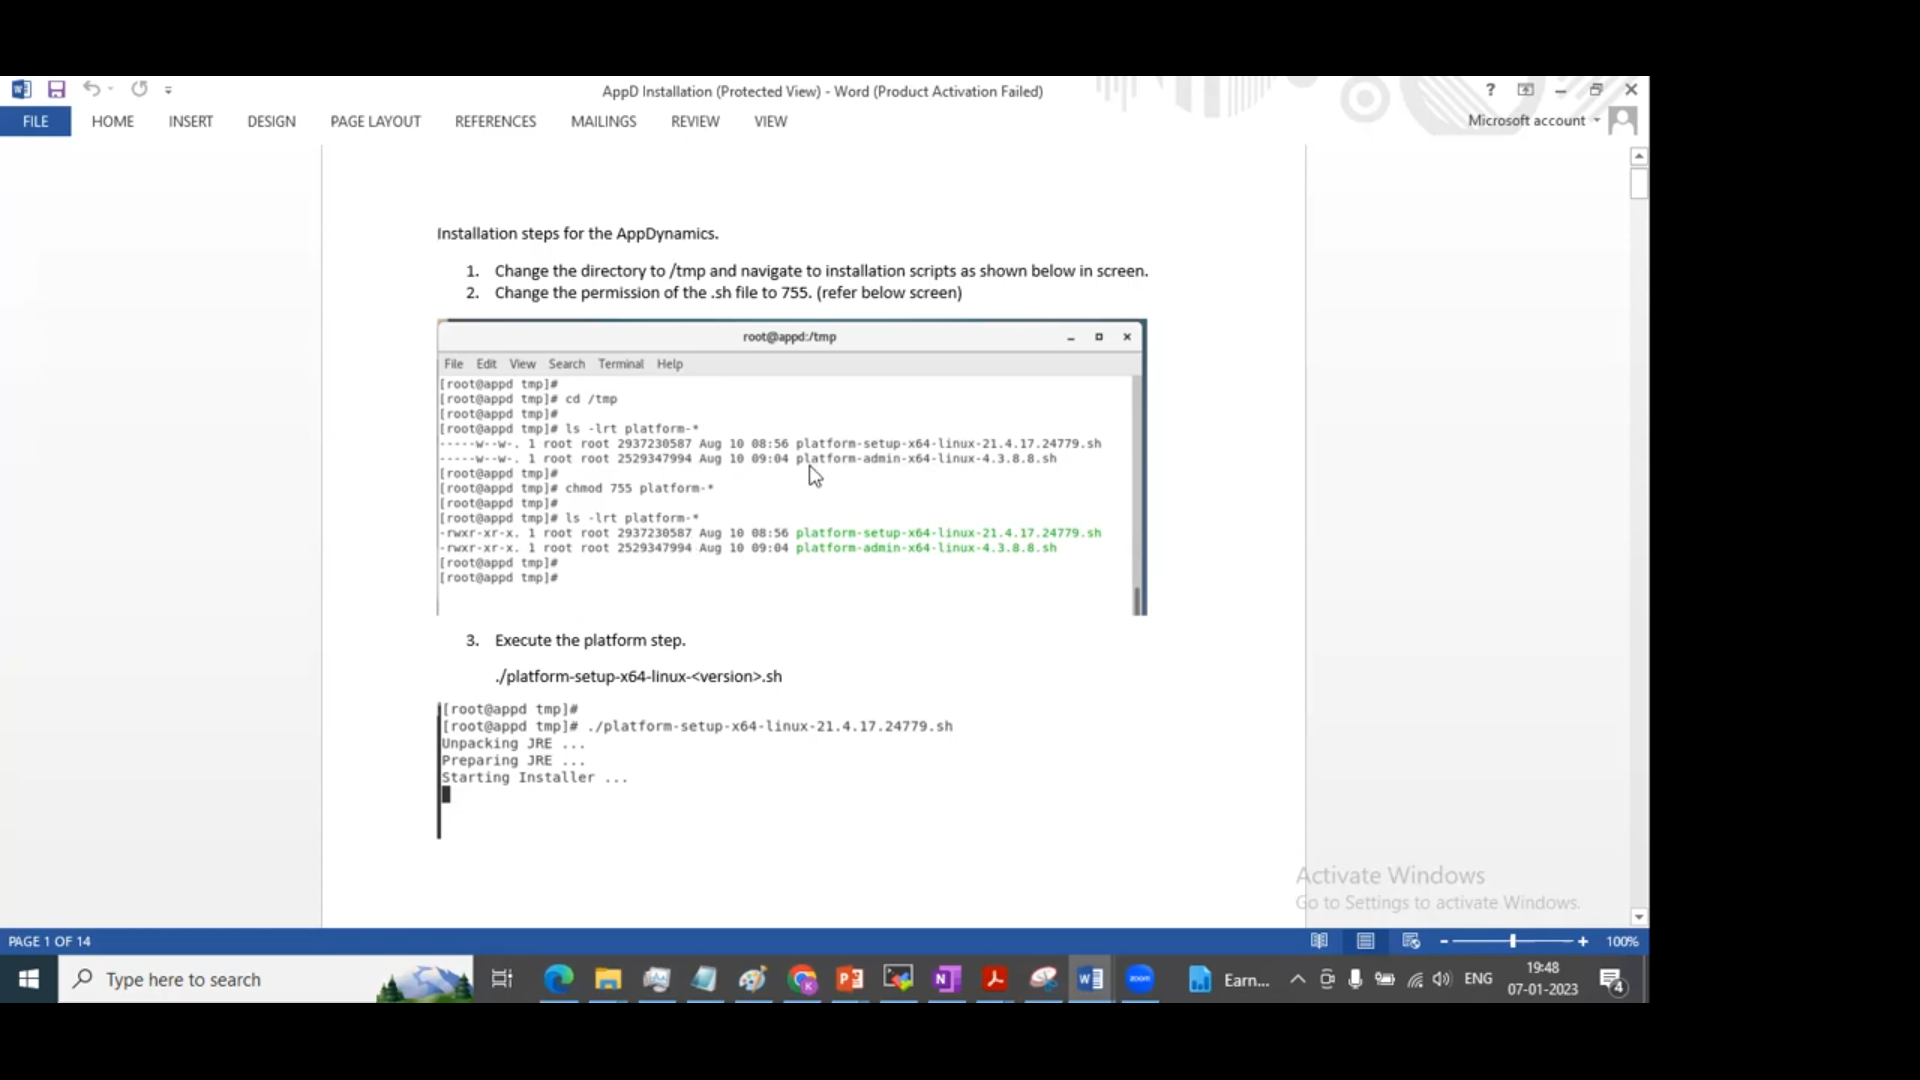 AppD Installation (Protected View) - Word (Product Activation Failed)
?
FILE HOME INSERT DESIGN PAGE LAYOUT REFERENCES MAILINGS REVIEW VIEW
Microsoft account
Installation steps for the AppDynamics.
1. Change the directory to /tmp and navigate to installation scripts as shown below in screen.
2. Change the permission of the .sh file to 755. (refer below screen)
root@appd:/tmp
File Edit View Search Terminal Help
[root@appd tmp]#
[root@appd tmp]# cd /tmp
[root@appd tmp]#
[root@appd tmp]# ls -lrt platform-*
-----w--w-. 1 root root 2937230587 Aug 10 08:56 platform-setup-x64-linux-21.4.17.24779.sh
-----w--w-. 1 root root 2529347994 Aug 10 09:04 platform-admin-x64-linux-4.3.8.8.sh
[root@appd tmp]#
[root@appd tmp]# chmod 755 platform-*
[root@appd tmp]#
[root@appd tmp]# ls -lrt platform-*
-rwxr-xr-x. 1 root root 2937230587 Aug 10 08:56 platform-setup-x64-linux-21.4.17.24779.sh
-rwxr-xr-x. 1 root root 2529347994 Aug 10 09:04 platform-admin-x64-linux-4.3.8.8.sh
[root@appd tmp]#
[root@appd tmp]#
3. Execute the platform step.
./platform-setup-x64-linux-<version>.sh
[root@appd tmp]#
[root@appd tmp]# ./platform-setup-x64-linux-21.4.17.24779.sh
Unpacking JRE ...
Preparing JRE ...
Starting Installer ...
Activate Windows
Go to Settings to activate Windows.
PAGE 1 OF 14
100%
Type here to search
zoom
Earn...
ENG
19:48
07-01-2023
4